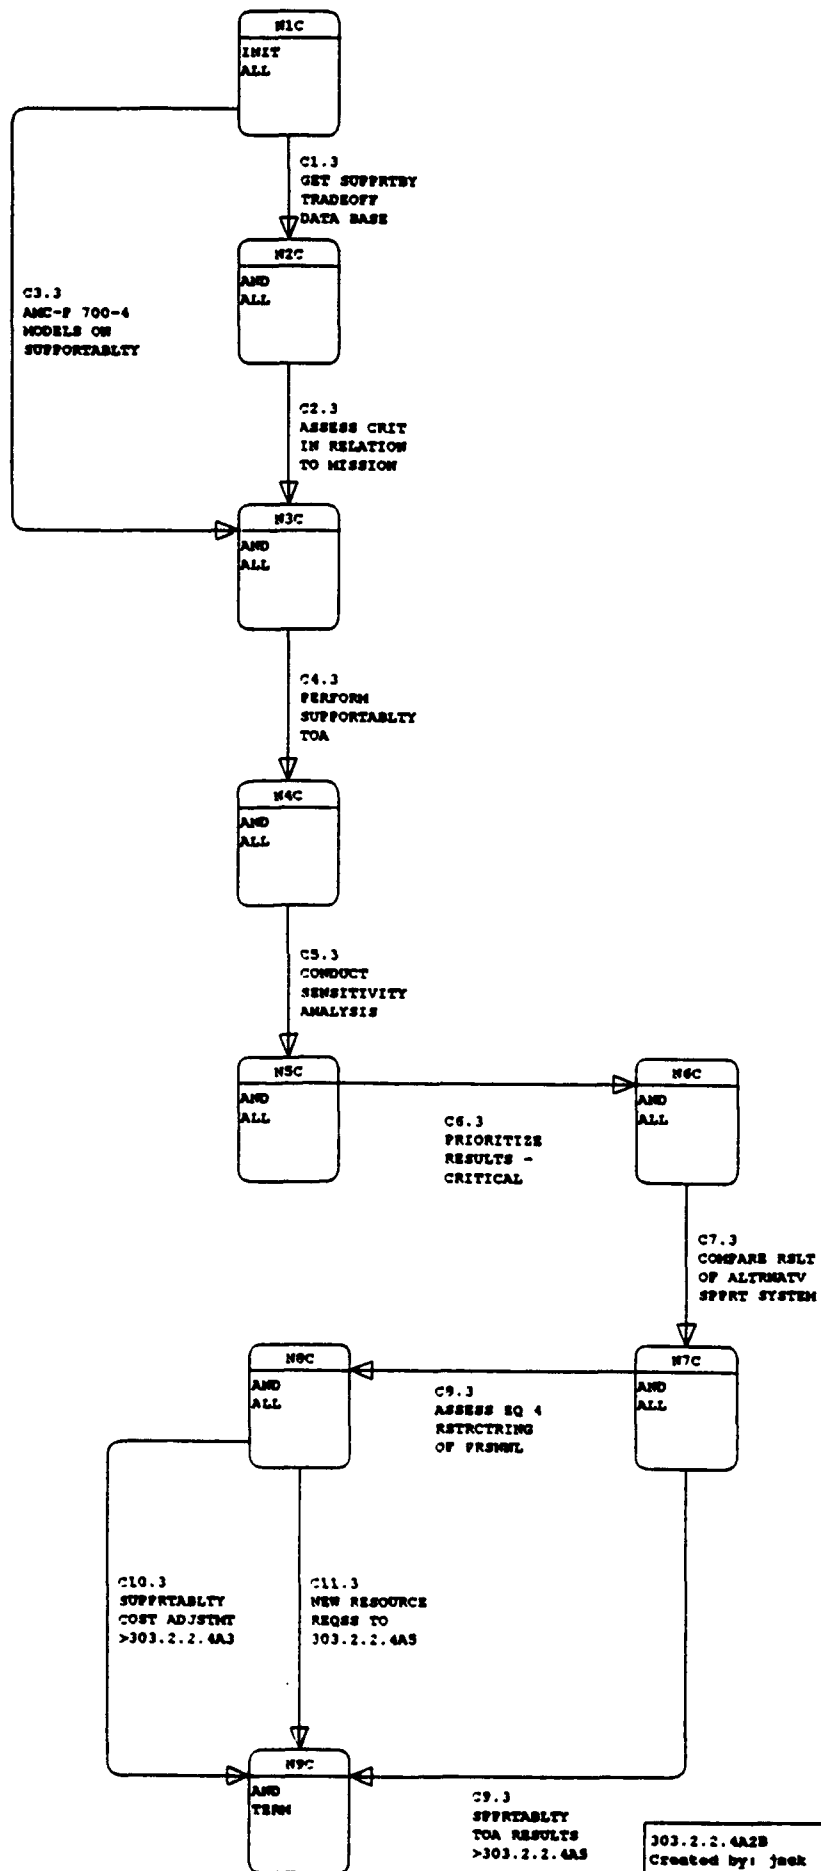 N1C
INIT
ALL
C1.3
GET SUPPRTBY
TRADEOFF
DATA BASE
N2C
AND
ALL
C3.3
AMC-P 700-4
MODELS ON
SUPPORTABLTY
C2.3
ASSESS CRIT
IN RELATION
TO MISSION
N3C
AND
ALL
C4.3
PERFORM
SUPPORTABLTY
TOA
N4C
AND
ALL
C5.3
CONDUCT
SENSITIVITY
ANALYSIS
N5C
AND
ALL
C6.3
PRIORITIZE
RESULTS -
CRITICAL
N6C
AND
ALL
C7.3
COMPARE RSLT
OF ALTRNATV
SPPRT SYSTEM
N7C
AND
ALL
C9.3
ASSESS EQ 4
RSTRCTRING
OF PRSNNL
N8C
AND
ALL
C10.3
SUPPRTABLTY
COST ADJSTMT
>303.2.2.4A3
C11.3
NEW RESOURCE
REQSS TO
303.2.2.4A5
N9C
AND
TERM
C9.3
SPPRTABLTY
TOA RESULTS
>303.2.2.4A5
303.2.2.4A2B
Created by: jack